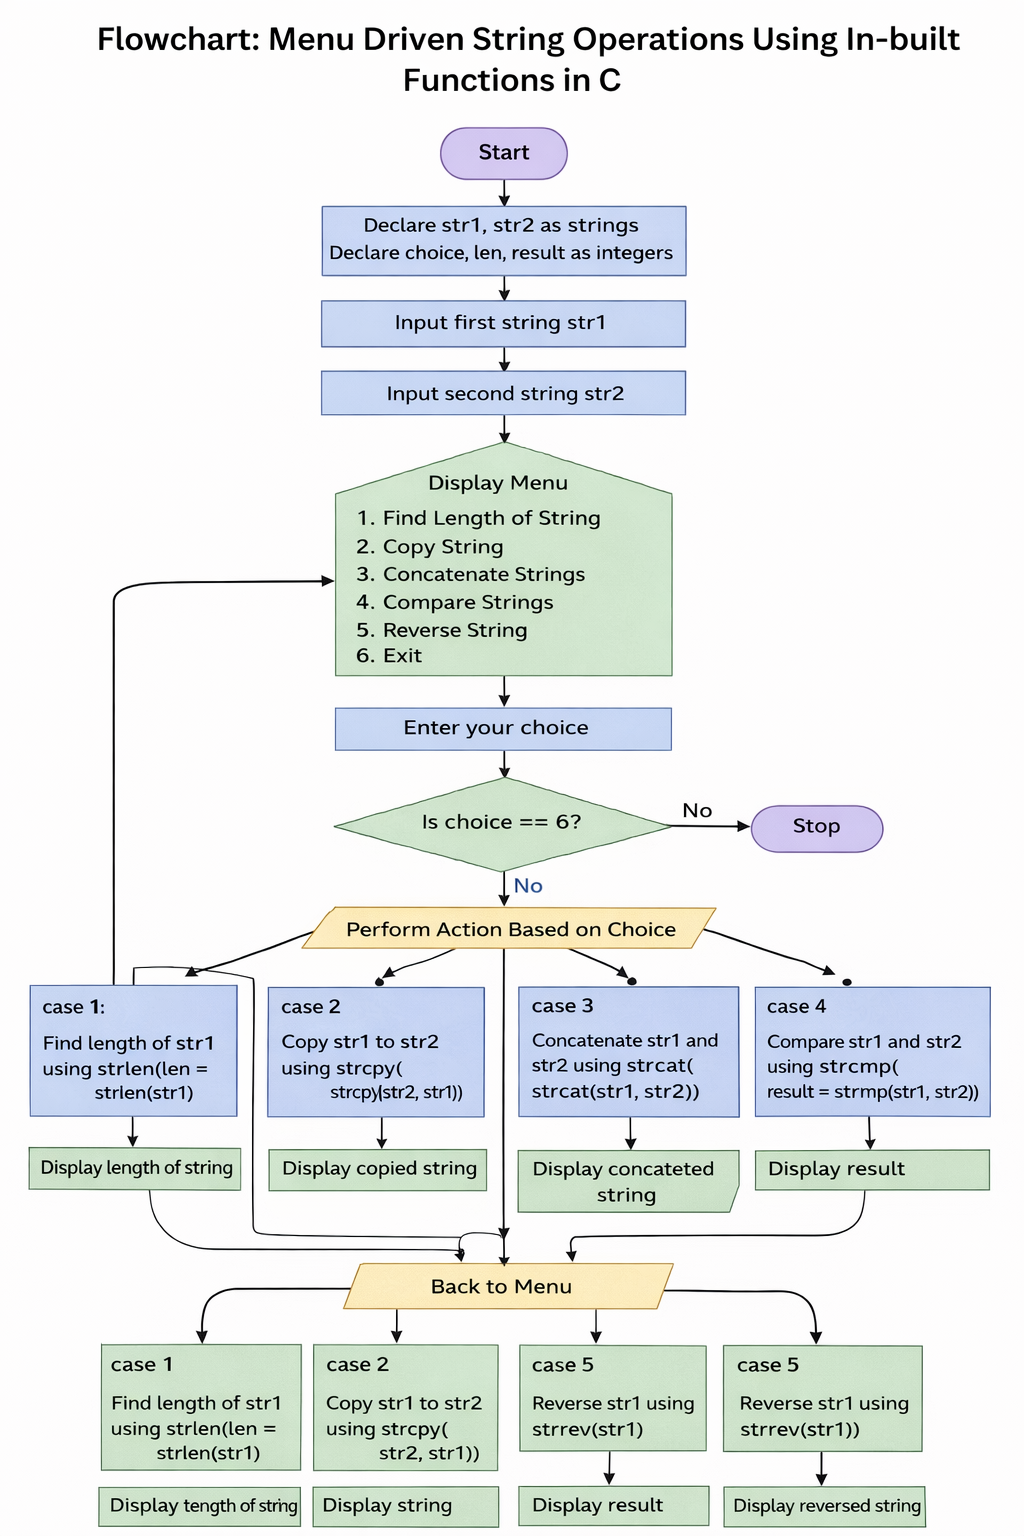 Flowchart: Menu Driven String Operations Using In-built
Functions in C
Start
Declare str1, str2 as strings
Declare choice, len, result as integers
Input first string str1
Input second string str2
Display Menu
1. Find Length of String
2. Copy String
3. Concatenate Strings
4. Compare Strings
5. Reverse String
6. Exit
Enter your choice
Is choice == 6?
No
Stop
No
Perform Action Based on Choice
case 1:
Find length of str1
using strlen(len =
strlen(str1)
case 2
Copy str1 to str2
using strcpy(
strcpy(str2, str1))
case 3
Concatenate str1 and
str2 using strcat(
strcat(str1, str2))
case 4
Compare str1 and str2
using strcmp(
result = strmp(str1, str2))
Display length of string
Display copied string
Display concateted
string
Display result
Back to Menu
case 1
Find length of str1
using strlen(len =
strlen(str1)
case 2
Copy str1 to str2
using strcpy(
str2, str1))
case 5
Reverse str1 using
strrev(str1)
case 5
Reverse str1 using
strrev(str1))
Display tength of string
Display string
Display result
Display reversed string